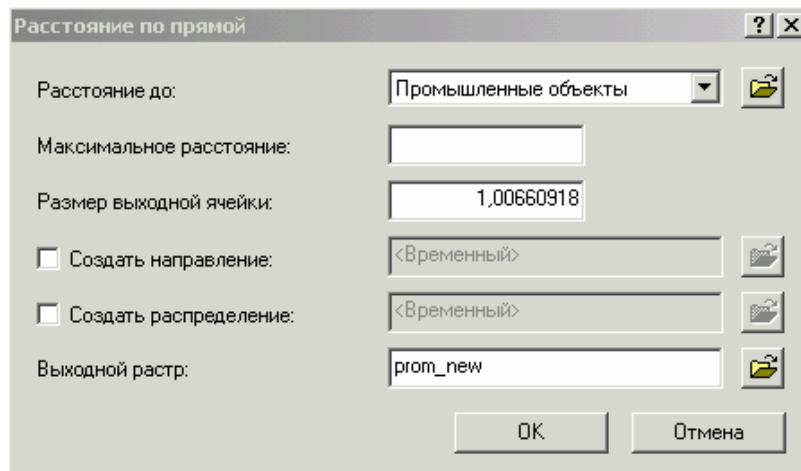 Расстояние по прямой
Расстояние до: Промышленные объекты
Максимальное расстояние:
Размер выходной ячейки: 1,00660918
Создать направление: <Временный>
Создать распределение: <Временный>
Выходной растр: prom_new
OK Отмена